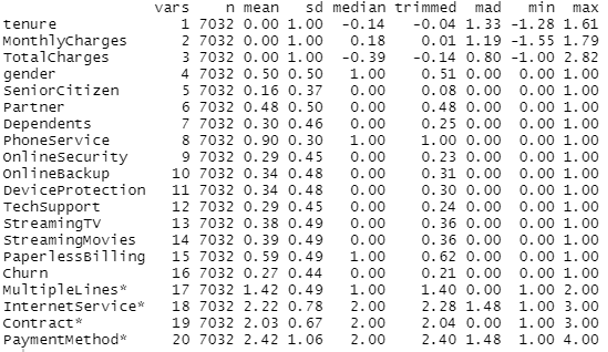 vars n mean sd median trimmed mad min max
tenure 1 7032 0.00 1.00 -0.14 -0.04 1.33 -1.28 1.61
MonthlyCharges 2 7032 0.00 1.00 0.18 0.01 1.19 -1.55 1.79
TotalCharges 3 7032 0.00 1.00 -0.39 -0.14 0.80 -1.00 2.82
gender 4 7032 0.50 0.50 1.00 0.51 0.00 0.00 1.00
SeniorCitizen 5 7032 0.16 0.37 0.00 0.08 0.00 0.00 1.00
Partner 6 7032 0.48 0.50 0.00 0.48 0.00 0.00 1.00
Dependents 7 7032 0.30 0.46 0.00 0.25 0.00 0.00 1.00
PhoneService 8 7032 0.90 0.30 1.00 1.00 0.00 0.00 1.00
OnlineSecurity 9 7032 0.29 0.45 0.00 0.23 0.00 0.00 1.00
OnlineBackup 10 7032 0.34 0.48 0.00 0.31 0.00 0.00 1.00
DeviceProtection 11 7032 0.34 0.48 0.00 0.30 0.00 0.00 1.00
TechSupport 12 7032 0.29 0.45 0.00 0.24 0.00 0.00 1.00
StreamingTV 13 7032 0.38 0.49 0.00 0.36 0.00 0.00 1.00
StreamingMovies 14 7032 0.39 0.49 0.00 0.36 0.00 0.00 1.00
PaperlessBilling 15 7032 0.59 0.49 1.00 0.62 0.00 0.00 1.00
Churn 16 7032 0.27 0.44 0.00 0.21 0.00 0.00 1.00
MultipleLines* 17 7032 1.42 0.49 1.00 1.40 0.00 1.00 2.00
InternetService* 18 7032 2.22 0.78 2.00 2.28 1.48 1.00 3.00
Contract* 19 7032 2.03 0.67 2.00 2.04 0.00 1.00 3.00
PaymentMethod* 20 7032 2.42 1.06 2.00 2.40 1.48 1.00 4.00